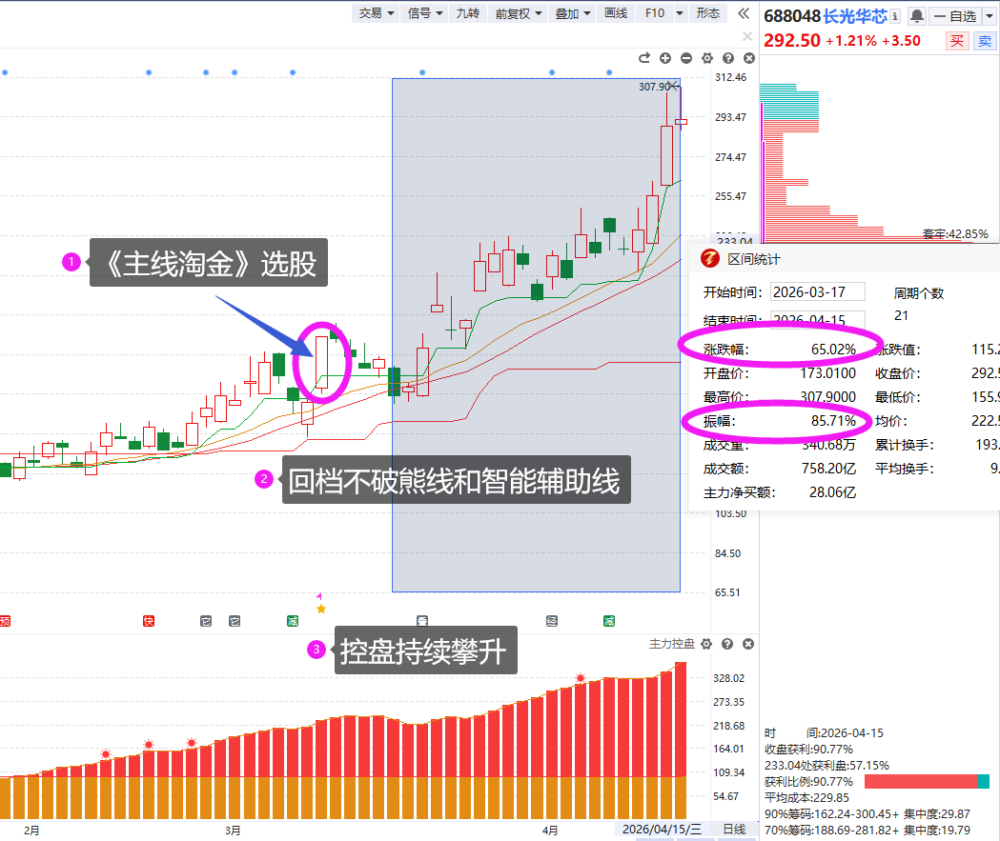 交易 信号 九转 前复权 叠加 画线 F10 形态
688048 长光华芯 自选
292.50 +1.21% +3.50 买 卖
312.46
307.90
293.47
274.47
255.47
套牢:42.85%
233.04
区间统计
① 《主线淘金》选股
开始时间: 2026-03-17 周期个数
结束时间: 2026-04-15 21
涨跌幅: 65.02% 涨跌值: 115.2
开盘价: 173.0100 收盘价: 292.5
最高价: 307.9000 最低价: 155.9
振幅: 85.71% 均价: 222.5
成交量: 340.68万 累计换手: 193.
成交额: 758.20亿 平均换手: 9.
主力净买额: 28.06亿
② 回档不破熊线和智能辅助线
103.50
84.50
65.51
预 快 它 它 减 董 经 减
③ 控盘持续攀升
主力控盘
328.02
273.35
218.68
164.01
109.34
54.67
时 间:2026-04-15
收盘获利:90.77%
233.04处获利盘:57.15%
获利比例:90.77%
平均成本:229.85
90%筹码:162.24-300.45+ 集中度:29.87
70%筹码:188.69-281.82+ 集中度:19.79
2月 3月 4月 2026/04/15/三 日线